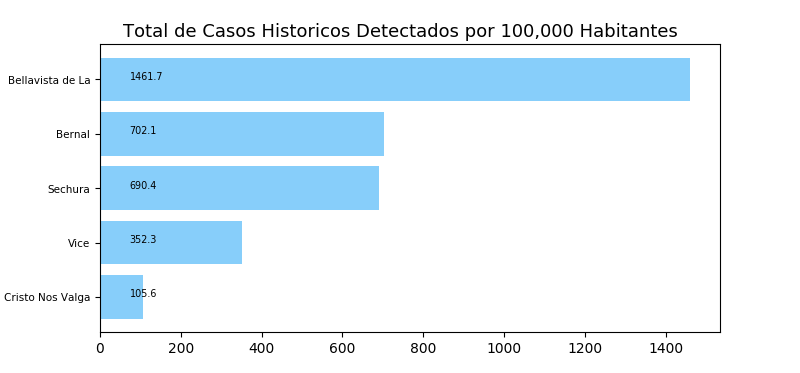 Total de Casos Historicos Detectados por 100,000 Habitantes
Bellavista de La 1461.7
Bernal 702.1
Sechura 690.4
Vice 352.3
Cristo Nos Valga 105.6
0 200 400 600 800 1000 1200 1400